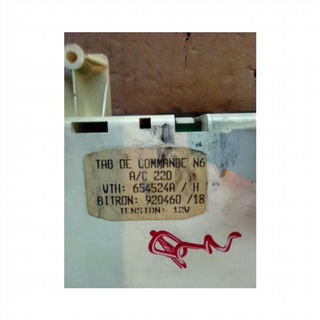 TAB DE COMMANDE N6
A/C 220
VTH: 654524A / H
BITRON: 920460 /18
TENSION: 12V